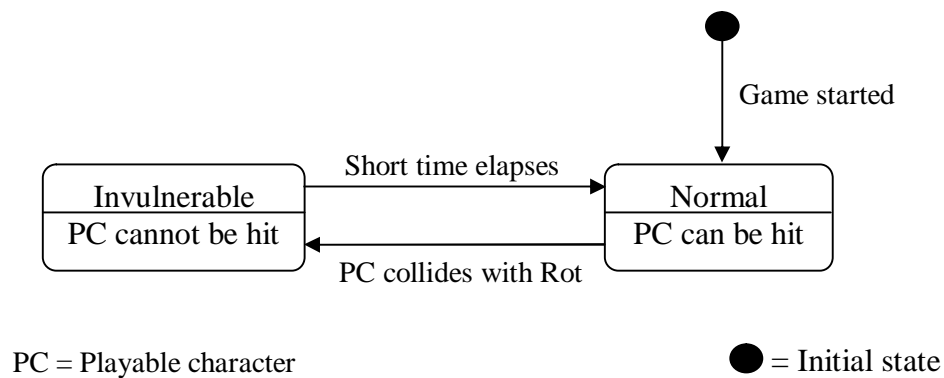 Game started
Short time elapses
Invulnerable
PC cannot be hit
Normal
PC can be hit
PC collides with Rot
PC = Playable character
= Initial state